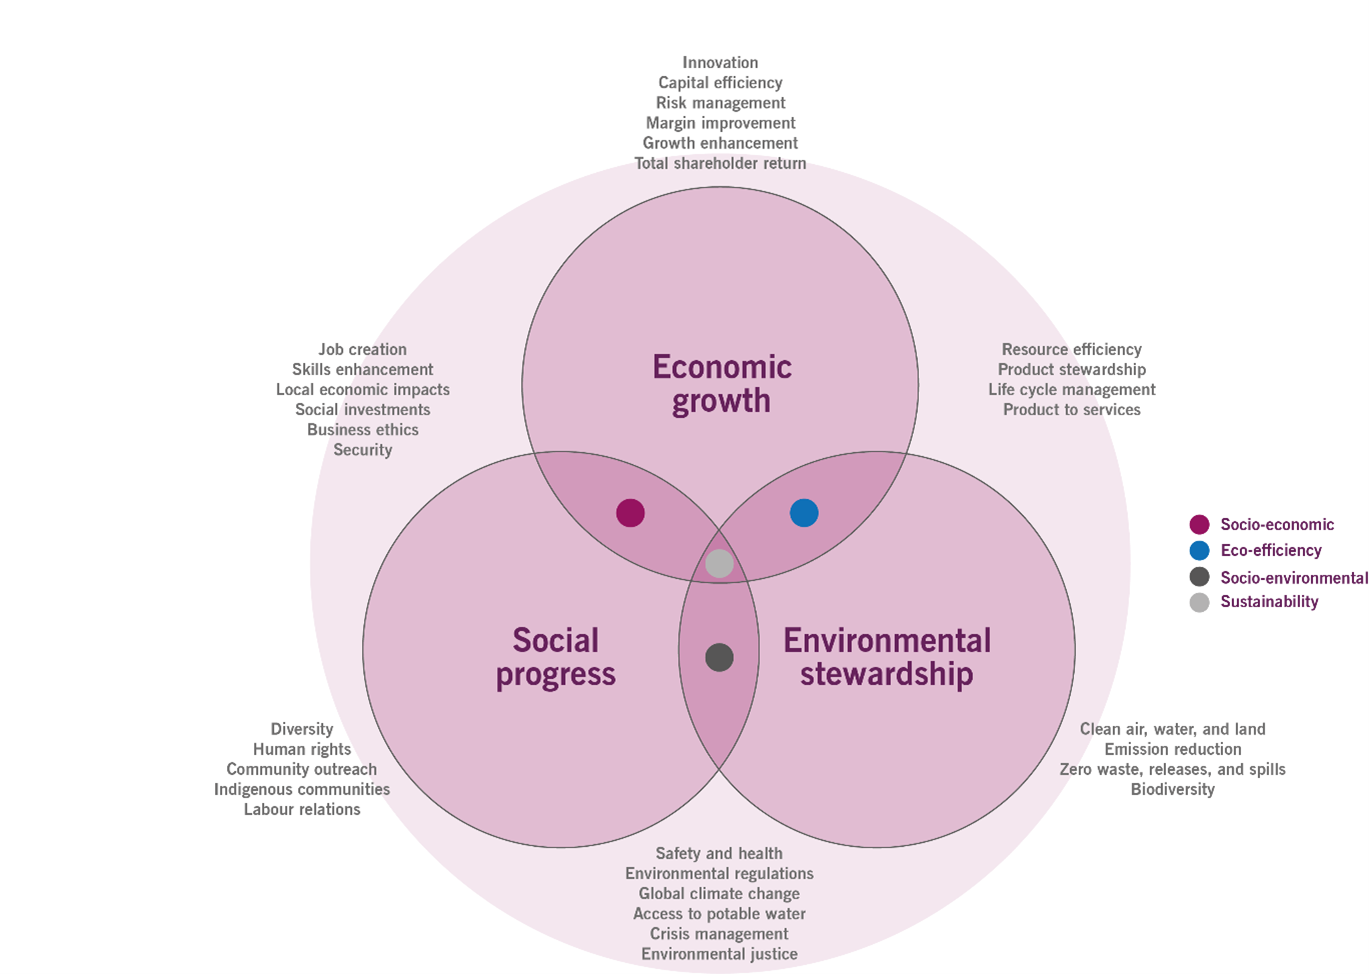 Innovation
Capital efficiency
Risk management
Margin improvement
Growth enhancement
Total shareholder return
Job creation
Skills enhancement
Local economic impacts
Social investments
Business ethics
Security
Economic
growth
Resource efficiency
Product stewardship
Life cycle management
Product to services
Socio-economic
Eco-efficiency
Socio-environmental
Sustainability
Social
progress
Environmental
stewardship
Diversity
Human rights
Community outreach
Indigenous communities
Labour relations
Clean air, water, and land
Emission reduction
Zero waste, releases, and spills
Biodiversity
Safety and health
Environmental regulations
Global climate change
Access to potable water
Crisis management
Environmental justice